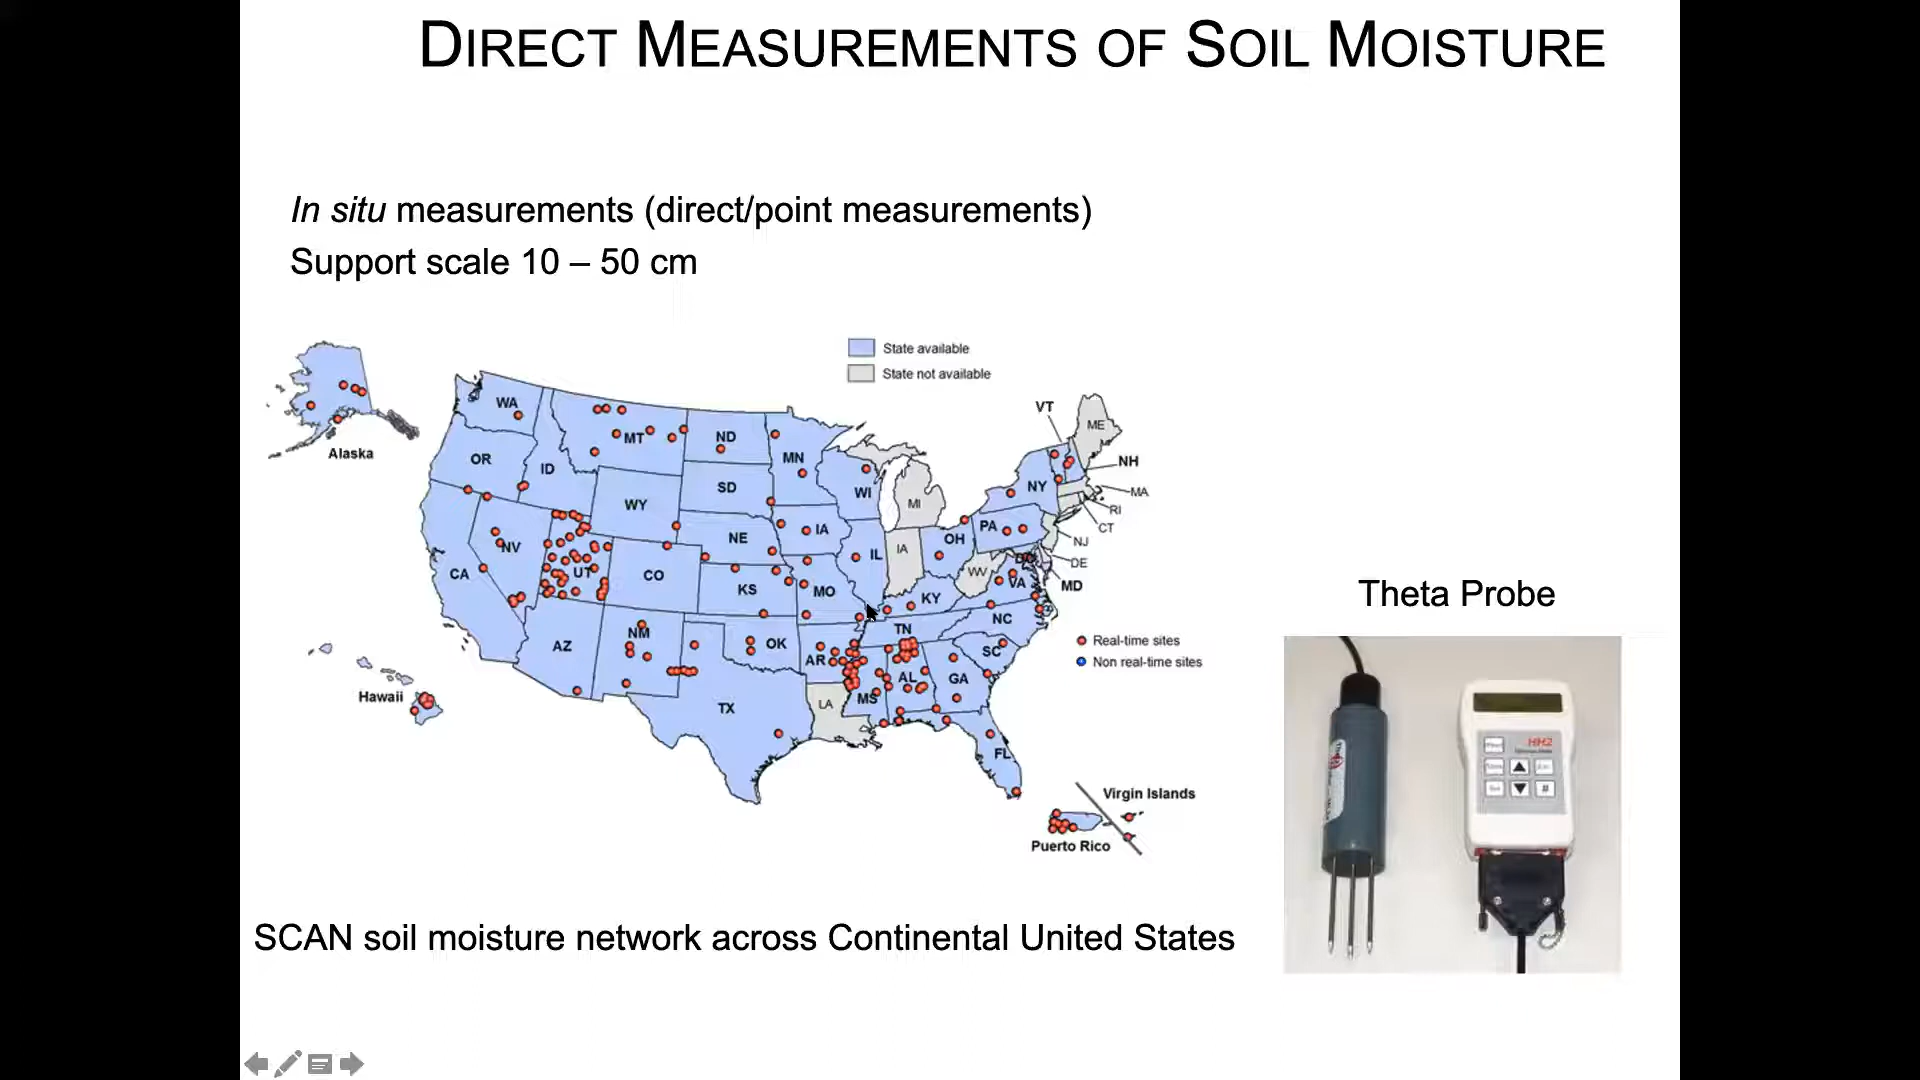 DIRECT MEASUREMENTS OF SOIL MOISTURE
In situ measurements (direct/point measurements)
Support scale 10 – 50 cm
State available
State not available
Alaska
WA
OR
ID
MT
ND
MN
WI
MI
SD
WY
NE
IA
IL
IA
OH
PA
NY
VT
ME
NH
MA
RI
CT
NJ
DE
MD
DC
WV
VA
KY
NC
TN
SC
GA
AL
MS
AR
LA
FL
MO
KS
OK
TX
CO
NM
AZ
UT
NV
CA
Real-time sites
Non real-time sites
Hawaii
Virgin Islands
Puerto Rico
Theta Probe
HH2
#
SCAN soil moisture network across Continental United States